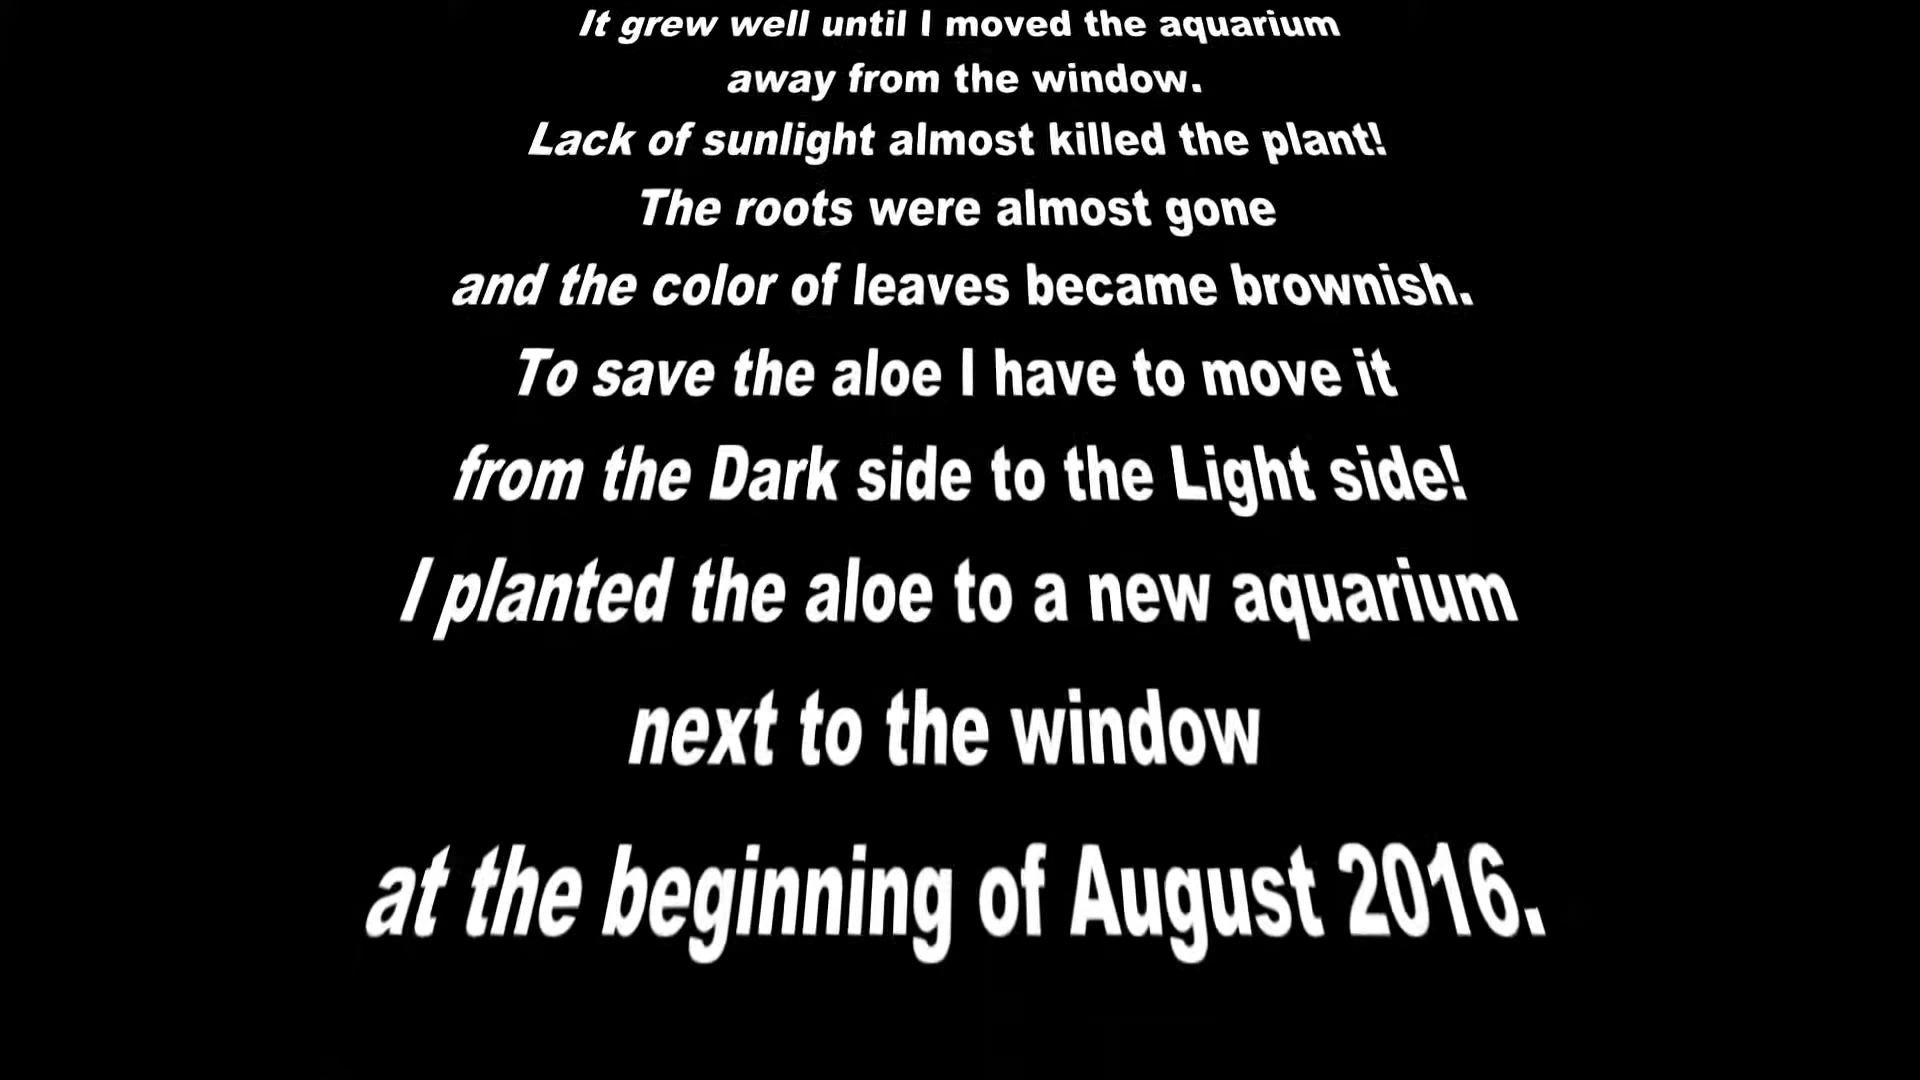 It grew well until I moved the aquarium
away from the window.
Lack of sunlight almost killed the plant!
The roots were almost gone
and the color of leaves became brownish.
To save the aloe I have to move it
from the Dark side to the Light side!
I planted the aloe to a new aquarium
next to the window
at the beginning of August 2016.